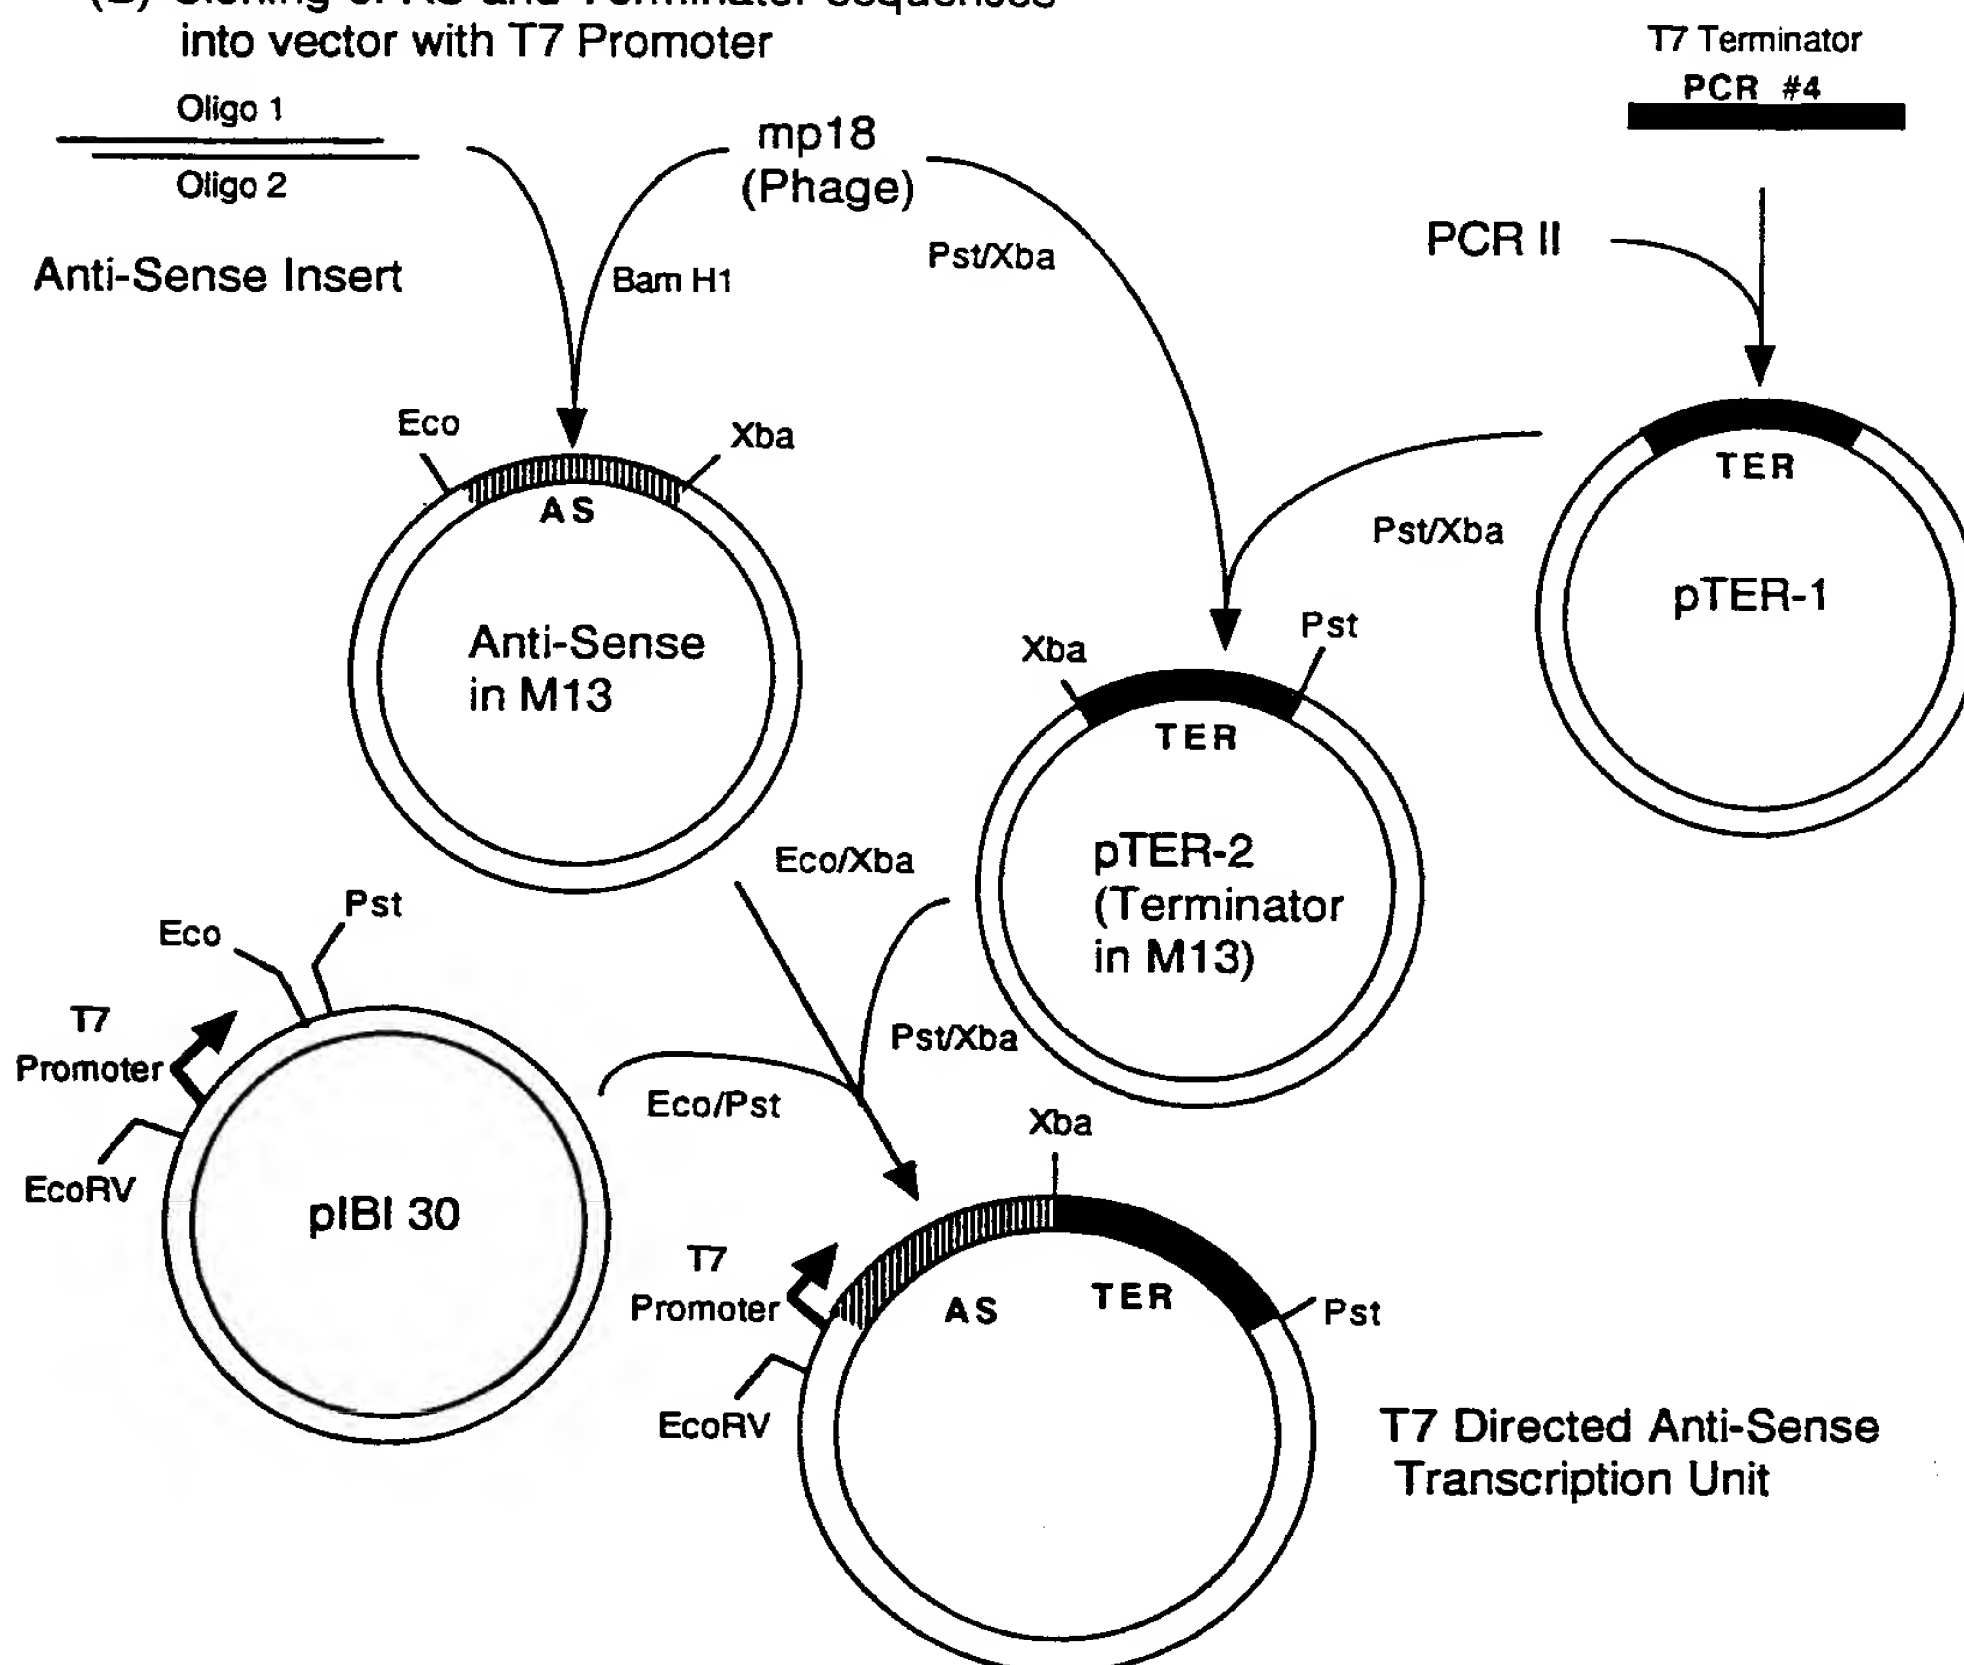 into vector with T7 Promoter
T7 Terminator
PCR #4
Oligo 1
Oligo 2
mp18
(Phage)
Anti-Sense Insert
Bam H1
Pst/Xba
PCR II
Eco
Xba
AS
Anti-Sense
in M13
TER
pTER-1
Pst/Xba
Xba
Pst
TER
pTER-2
(Terminator
in M13)
Eco/Xba
Pst/Xba
Eco/Pst
Eco
Pst
T7
Promoter
EcoRV
pIBI 30
Xba
T7
Promoter
AS
TER
Pst
EcoRV
T7 Directed Anti-Sense
Transcription Unit